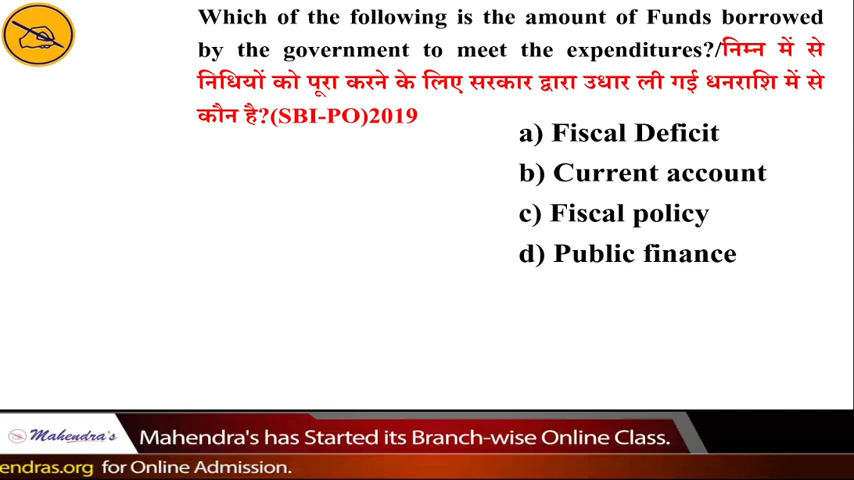 Which of the following is the amount of Funds borrowed
by the government to meet the expenditures?/निम्न में से
निधियों को पूरा करने के लिए सरकार द्वारा उधार ली गई धनराशि में से
कौन है?(SBI-PO)2019
a) Fiscal Deficit
b) Current account
c) Fiscal policy
d) Public finance
Mahendra's Mahendra's has Started its Branch-wise Online Class.
endras.org for Online Admission.